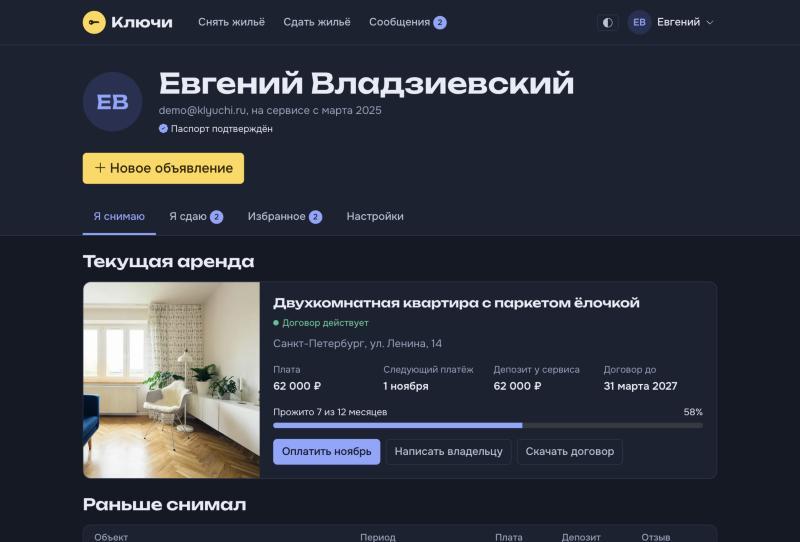 Ключи
Снять жильё
Сдать жильё
Сообщения 2
ЕВ Евгений
ЕВ
Евгений Владзиевский
demo@klyuchi.ru, на сервисе с марта 2025
Паспорт подтверждён
+ Новое объявление
Я снимаю
Я сдаю 2
Избранное 2
Настройки
Текущая аренда
Двухкомнатная квартира с паркетом ёлочкой
Договор действует
Санкт-Петербург, ул. Ленина, 14
Плата Следующий платёж Депозит у сервиса Договор до
62 000 ₽ 1 ноября 62 000 ₽ 31 марта 2027
Прожито 7 из 12 месяцев 58%
Оплатить ноябрь
Написать владельцу
Скачать договор
Раньше снимал
Объект Период Плата Депозит Отзыв